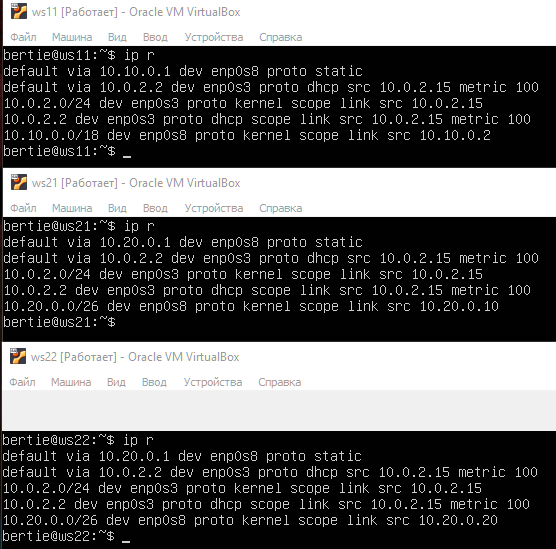 ws11 [Работает] - Oracle VM VirtualBox
Файл Машина Вид Ввод Устройства Справка
bertie@ws11:~$ ip r
default via 10.10.0.1 dev enp0s8 proto static
default via 10.0.2.2 dev enp0s3 proto dhcp src 10.0.2.15 metric 100
10.0.2.0/24 dev enp0s3 proto kernel scope link src 10.0.2.15
10.0.2.2 dev enp0s3 proto dhcp scope link src 10.0.2.15 metric 100
10.10.0.0/18 dev enp0s8 proto kernel scope link src 10.10.0.2
bertie@ws11:~$ _
ws21 [Работает] - Oracle VM VirtualBox
Файл Машина Вид Ввод Устройства Справка
bertie@ws21:~$ ip r
default via 10.20.0.1 dev enp0s8 proto static
default via 10.0.2.2 dev enp0s3 proto dhcp src 10.0.2.15 metric 100
10.0.2.0/24 dev enp0s3 proto kernel scope link src 10.0.2.15
10.0.2.2 dev enp0s3 proto dhcp scope link src 10.0.2.15 metric 100
10.20.0.0/26 dev enp0s8 proto kernel scope link src 10.20.0.10
bertie@ws21:~$
ws22 [Работает] - Oracle VM VirtualBox
Файл Машина Вид Ввод Устройства Справка
bertie@ws22:~$ ip r
default via 10.20.0.1 dev enp0s8 proto static
default via 10.0.2.2 dev enp0s3 proto dhcp src 10.0.2.15 metric 100
10.0.2.0/24 dev enp0s3 proto kernel scope link src 10.0.2.15
10.0.2.2 dev enp0s3 proto dhcp scope link src 10.0.2.15 metric 100
10.20.0.0/26 dev enp0s8 proto kernel scope link src 10.20.0.20
bertie@ws22:~$ _